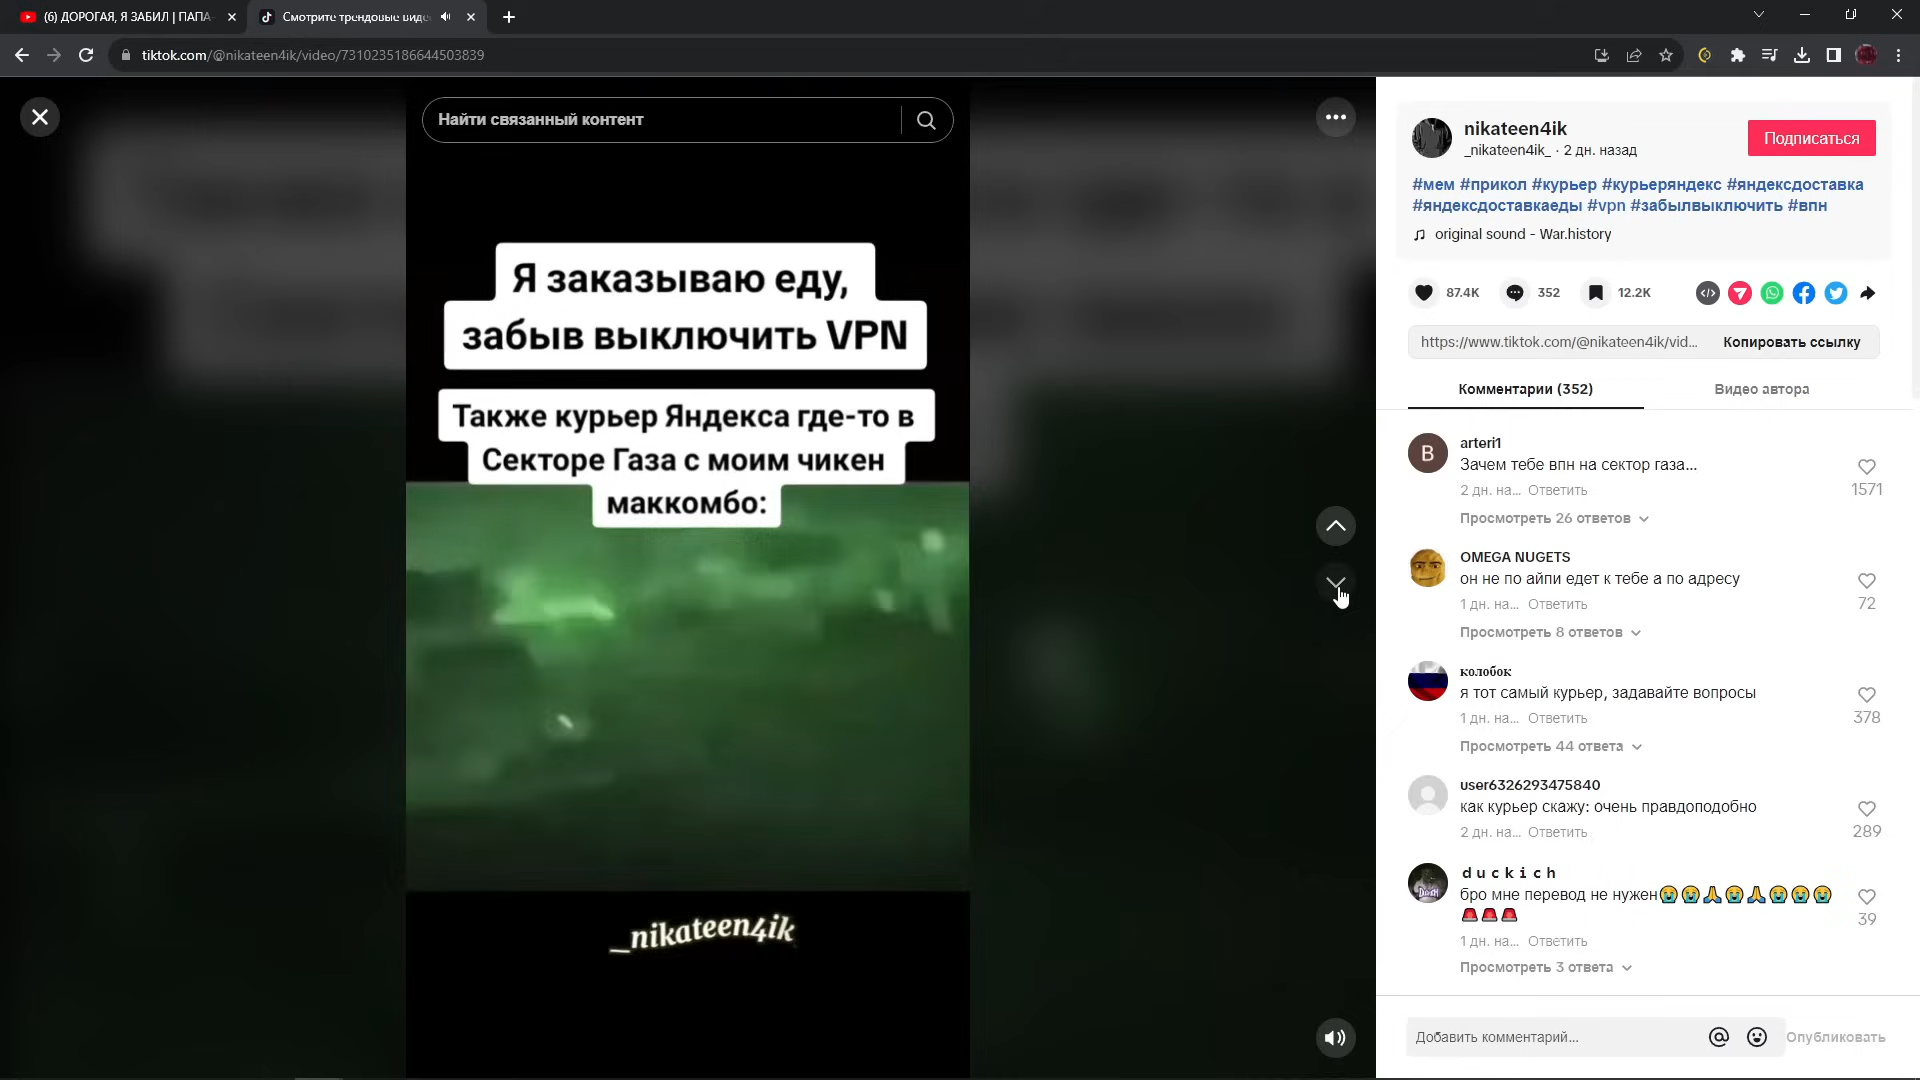 (6) ДОРОГАЯ, Я ЗАБИЛ | ПАПА-
Смотрите трендовые виде
tiktok.com/@nikateen4ik/video/7310235186644503839
Найти связанный контент
Я заказываю еду,
забыв выключить VPN
Также курьер Яндекса где-то в
Секторе Газа с моим чикен
маккомбо:
_nikateen4ik
nikateen4ik
_nikateen4ik_ · 2 дн. назад
Подписаться
#мем #прикол #курьер #курьеряндекс #яндексдоставка
#яндексдоставкаеды #vpn #забылвыключить #впн
original sound - War.history
87.4K
352
12.2K
https://www.tiktok.com/@nikateen4ik/vid...
Копировать ссылку
Комментарии (352)
Видео автора
B
arteri1
Зачем тебе впн на сектор газа...
1571
2 дн. на... Ответить
Просмотреть 26 ответов
OMEGA NUGETS
он не по айпи едет к тебе а по адресу
72
1 дн. на... Ответить
Просмотреть 8 ответов
колобок
я тот самый курьер, задавайте вопросы
378
1 дн. на... Ответить
Просмотреть 44 ответа
user6326293475840
как курьер скажу: очень правдоподобно
289
2 дн. на... Ответить
d u c k i c h
бро мне перевод не нужен😭😭🙏😭🙏😭😭😭
🚨🚨🚨
39
1 дн. на... Ответить
Просмотреть 3 ответа
Добавить комментарий...
Опубликовать